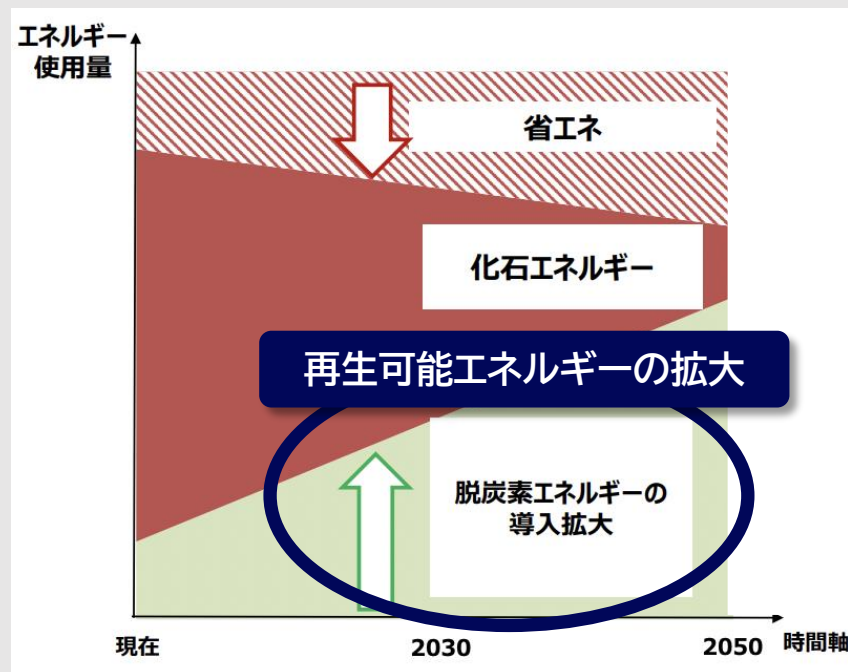 エネルギー
使用量
省エネ
化石エネルギー
再生可能エネルギーの拡大
脱炭素エネルギーの
導入拡大
現在
2030
2050
時間軸